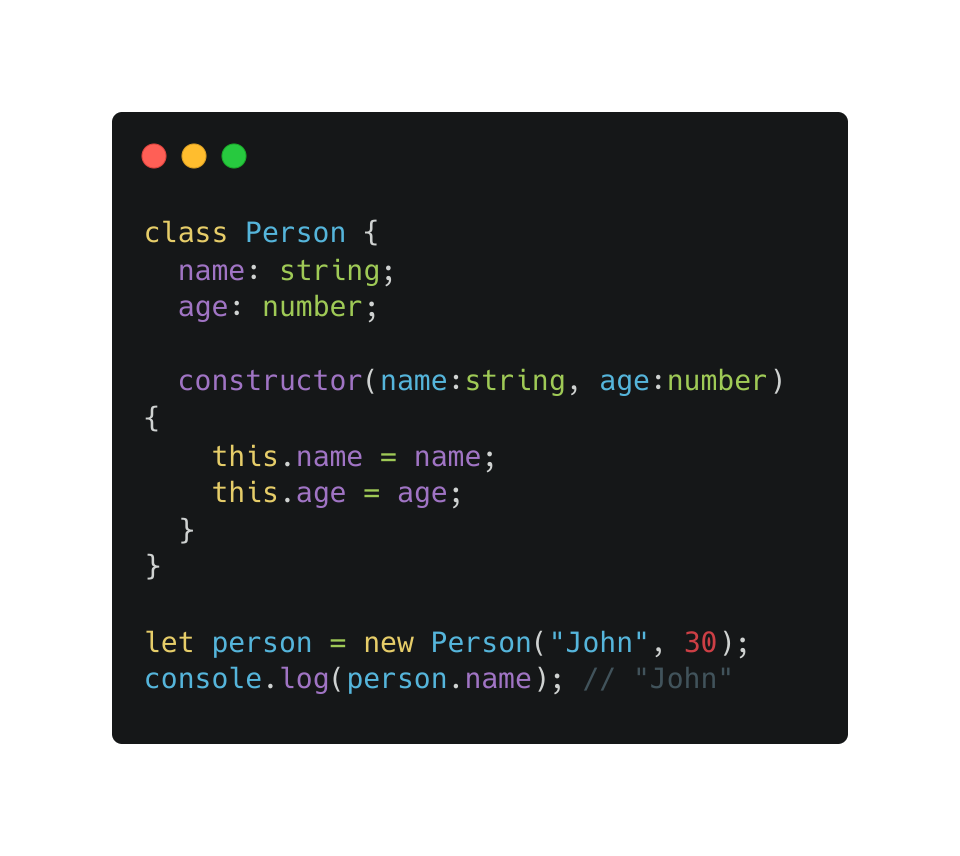 class Person {
  name: string;
  age: number;

  constructor(name:string, age:number)
{
    this.name = name;
    this.age = age;
  }
}

let person = new Person("John", 30);
console.log(person.name); // "John"